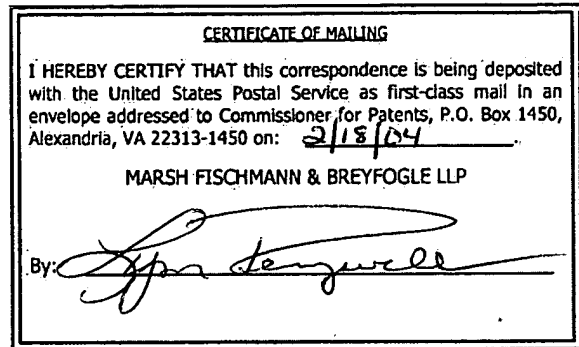 CERTIFICATE OF MAILING
I HEREBY CERTIFY THAT this correspondence is being deposited
with the United States Postal Service as first-class mail in an
envelope addressed to Commissioner for Patents, P.O. Box 1450,
Alexandria, VA 22313-1450 on: 2/18/04.
MARSH FISCHMANN & BREYFOGLE LLP
By: